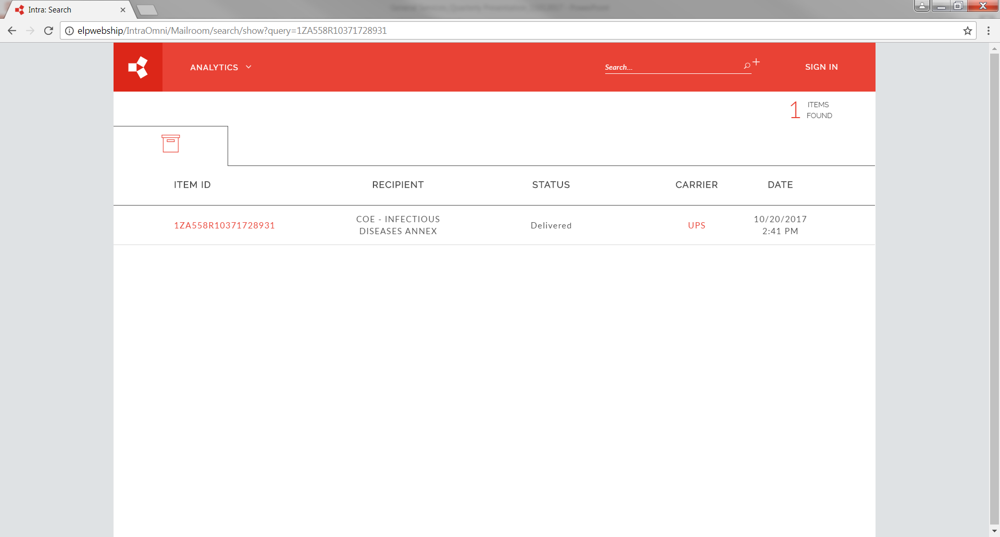 Intra: Search
elpwebship/IntraOmni/Mailroom/search/show?query=1ZA558R10371728931
ANALYTICS
Search...
SIGN IN
1 ITEMS
FOUND
ITEM ID RECIPIENT STATUS CARRIER DATE
1ZA558R10371728931 COE - INFECTIOUS DISEASES ANNEX Delivered UPS 10/20/2017 2:41 PM